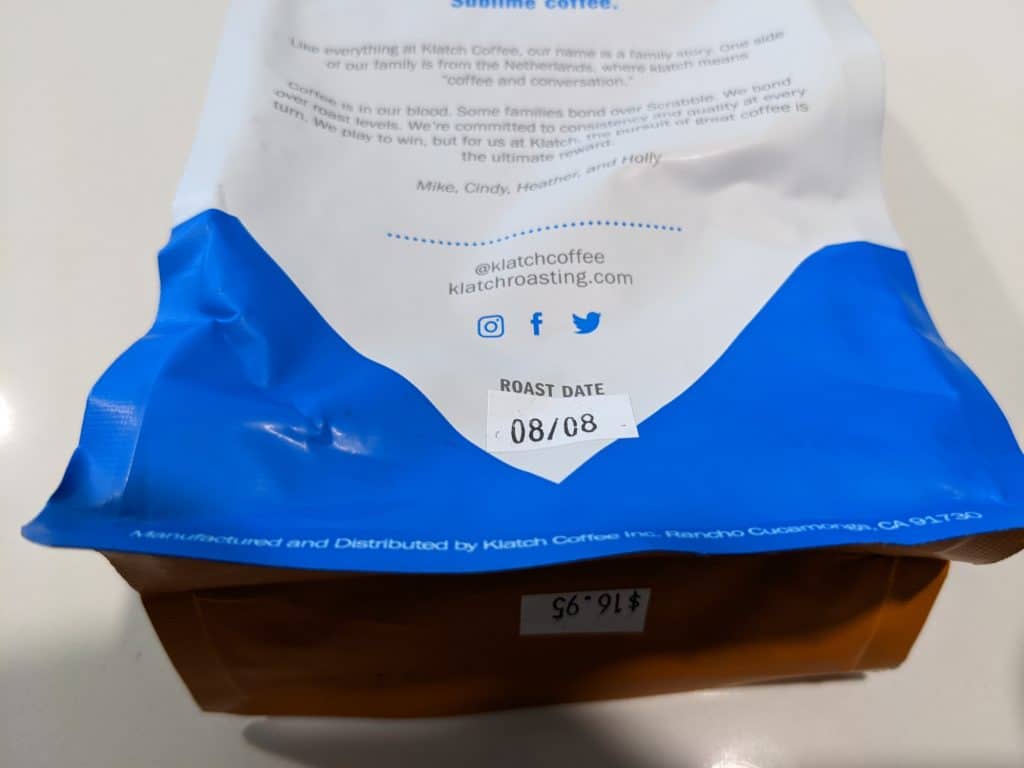 Sublime coffee.
Like everything at Klatch Coffee, our name is a family story. One side
of our family is from the Netherlands, where klatch means
"coffee and conversation."
Coffee is in our blood. Some families bond over Scrabble. We bond
over roast levels. We're committed to consistency and quality at every
turn. We play to win, but for us at Klatch, the pursuit of great coffee is
the ultimate reward.
Mike, Cindy, Heather, and Holly
@klatchcoffee
klatchroasting.com
ROAST DATE
08/08
Manufactured and Distributed by Klatch Coffee Inc. Rancho Cucamonga, CA 91730
$16.95